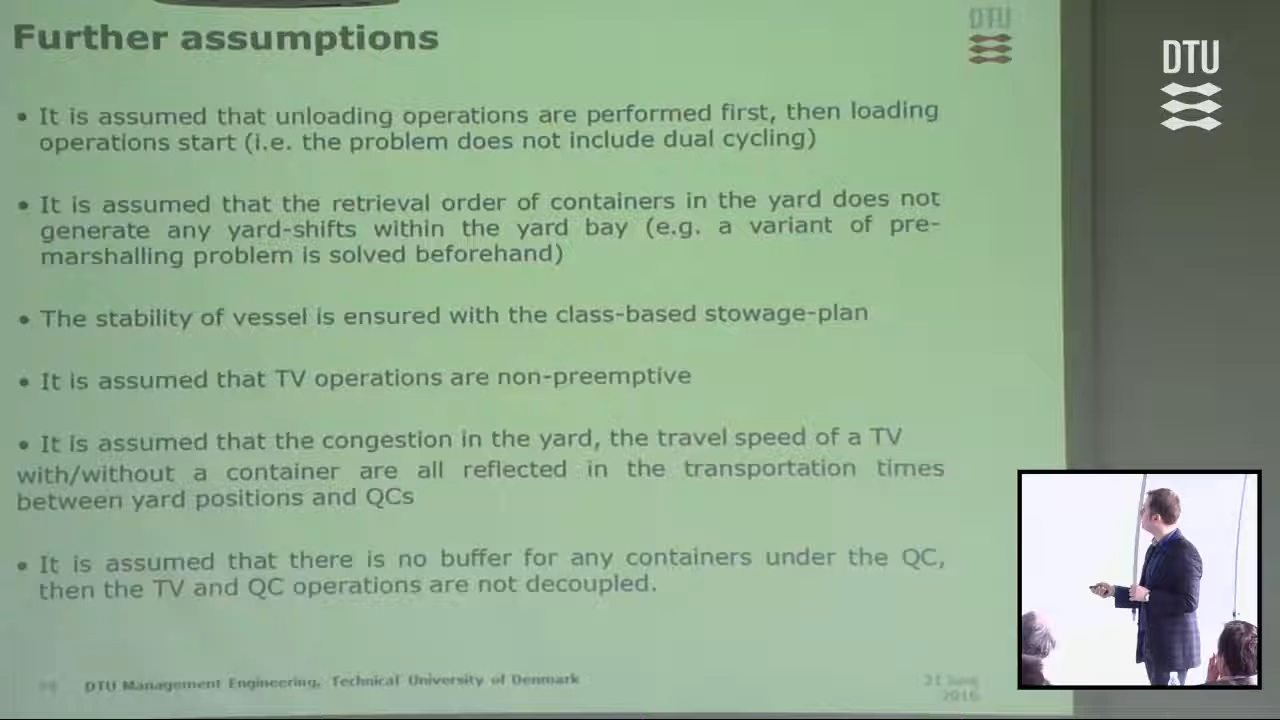 Further assumptions
DTU
DTU
• It is assumed that unloading operations are performed first, then loading
operations start (i.e. the problem does not include dual cycling)
• It is assumed that the retrieval order of containers in the yard does not
generate any yard-shifts within the yard bay (e.g. a variant of pre-
marshalling problem is solved beforehand)
• The stability of vessel is ensured with the class-based stowage-plan
• It is assumed that TV operations are non-preemptive
• It is assumed that the congestion in the yard, the travel speed of a TV
with/without a container are all reflected in the transportation times
between yard positions and QCs
• It is assumed that there is no buffer for any containers under the QC,
then the TV and QC operations are not decoupled.
DTU Management Engineering, Technical University of Denmark
21
2016